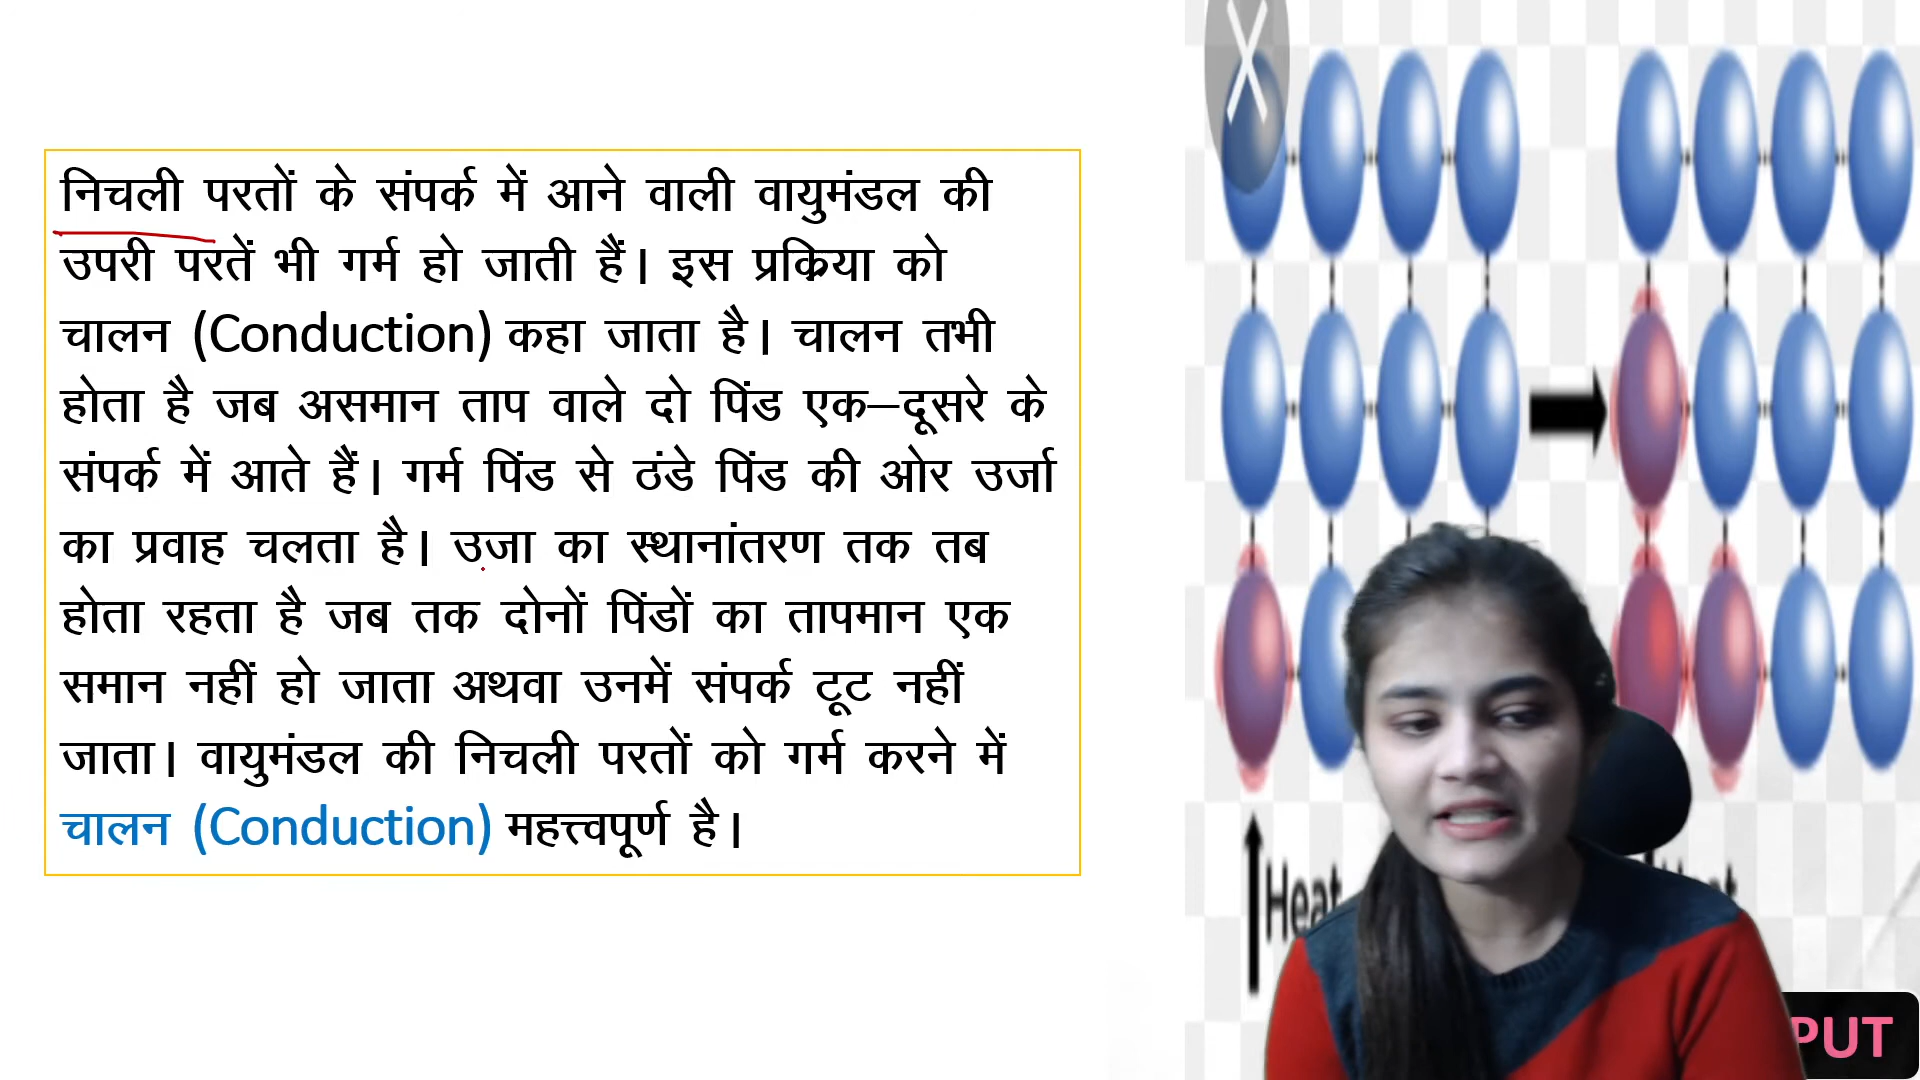 निचली परतों के संपर्क में आने वाली वायुमंडल की
उपरी परतें भी गर्म हो जाती हैं। इस प्रक्रिया को
चालन (Conduction) कहा जाता है। चालन तभी
होता है जब असमान ताप वाले दो पिंड एक–दूसरे के
संपर्क में आते हैं। गर्म पिंड से ठंडे पिंड की ओर उर्जा
का प्रवाह चलता है। उजा का स्थानांतरण तक तब
होता रहता है जब तक दोनों पिंडों का तापमान एक
समान नहीं हो जाता अथवा उनमें संपर्क टूट नहीं
जाता। वायुमंडल की निचली परतों को गर्म करने में
चालन (Conduction) महत्त्वपूर्ण है।
X
Heat
PUT